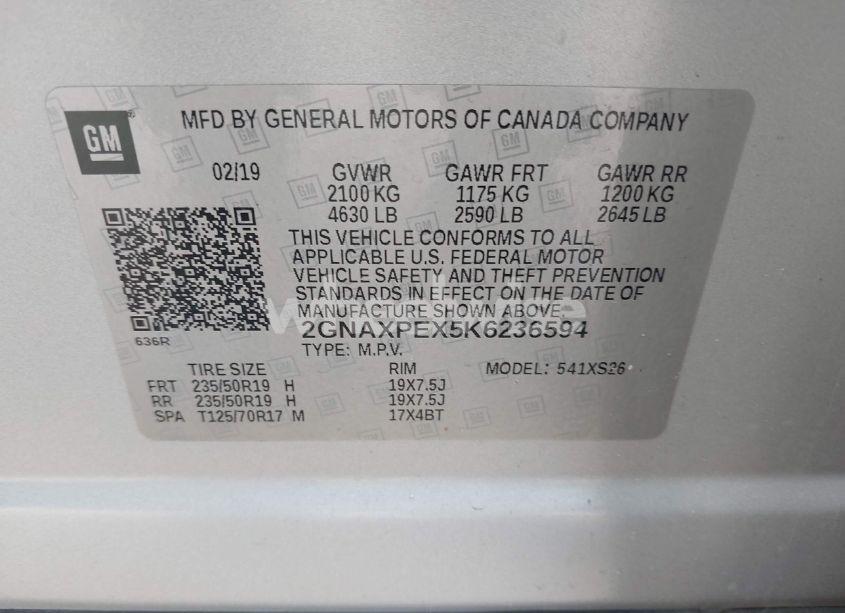 GM
MFD BY GENERAL MOTORS OF CANADA COMPANY
02/19 GVWR GAWR FRT GAWR RR
2100 KG 1175 KG 1200 KG
4630 LB 2590 LB 2645 LB
THIS VEHICLE CONFORMS TO ALL
APPLICABLE U.S. FEDERAL MOTOR
VEHICLE SAFETY AND THEFT PREVENTION
STANDARDS IN EFFECT ON THE DATE OF
MANUFACTURE SHOWN ABOVE.
2GNAXPEX5K6236594
636R
TYPE: M.P.V.
TIRE SIZE RIM MODEL: 541XS26
FRT 235/50R19 H 19X7.5J
RR 235/50R19 H 19X7.5J
SPA T125/70R17 M 17X4BT